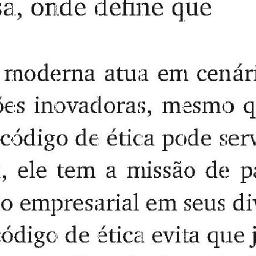 sa, onde define que
moderna atua em cenári
ões inovadoras, mesmo q
código de ética pode serv
, ele tem a missão de pa
o empresarial em seus div
código de ética evita que j